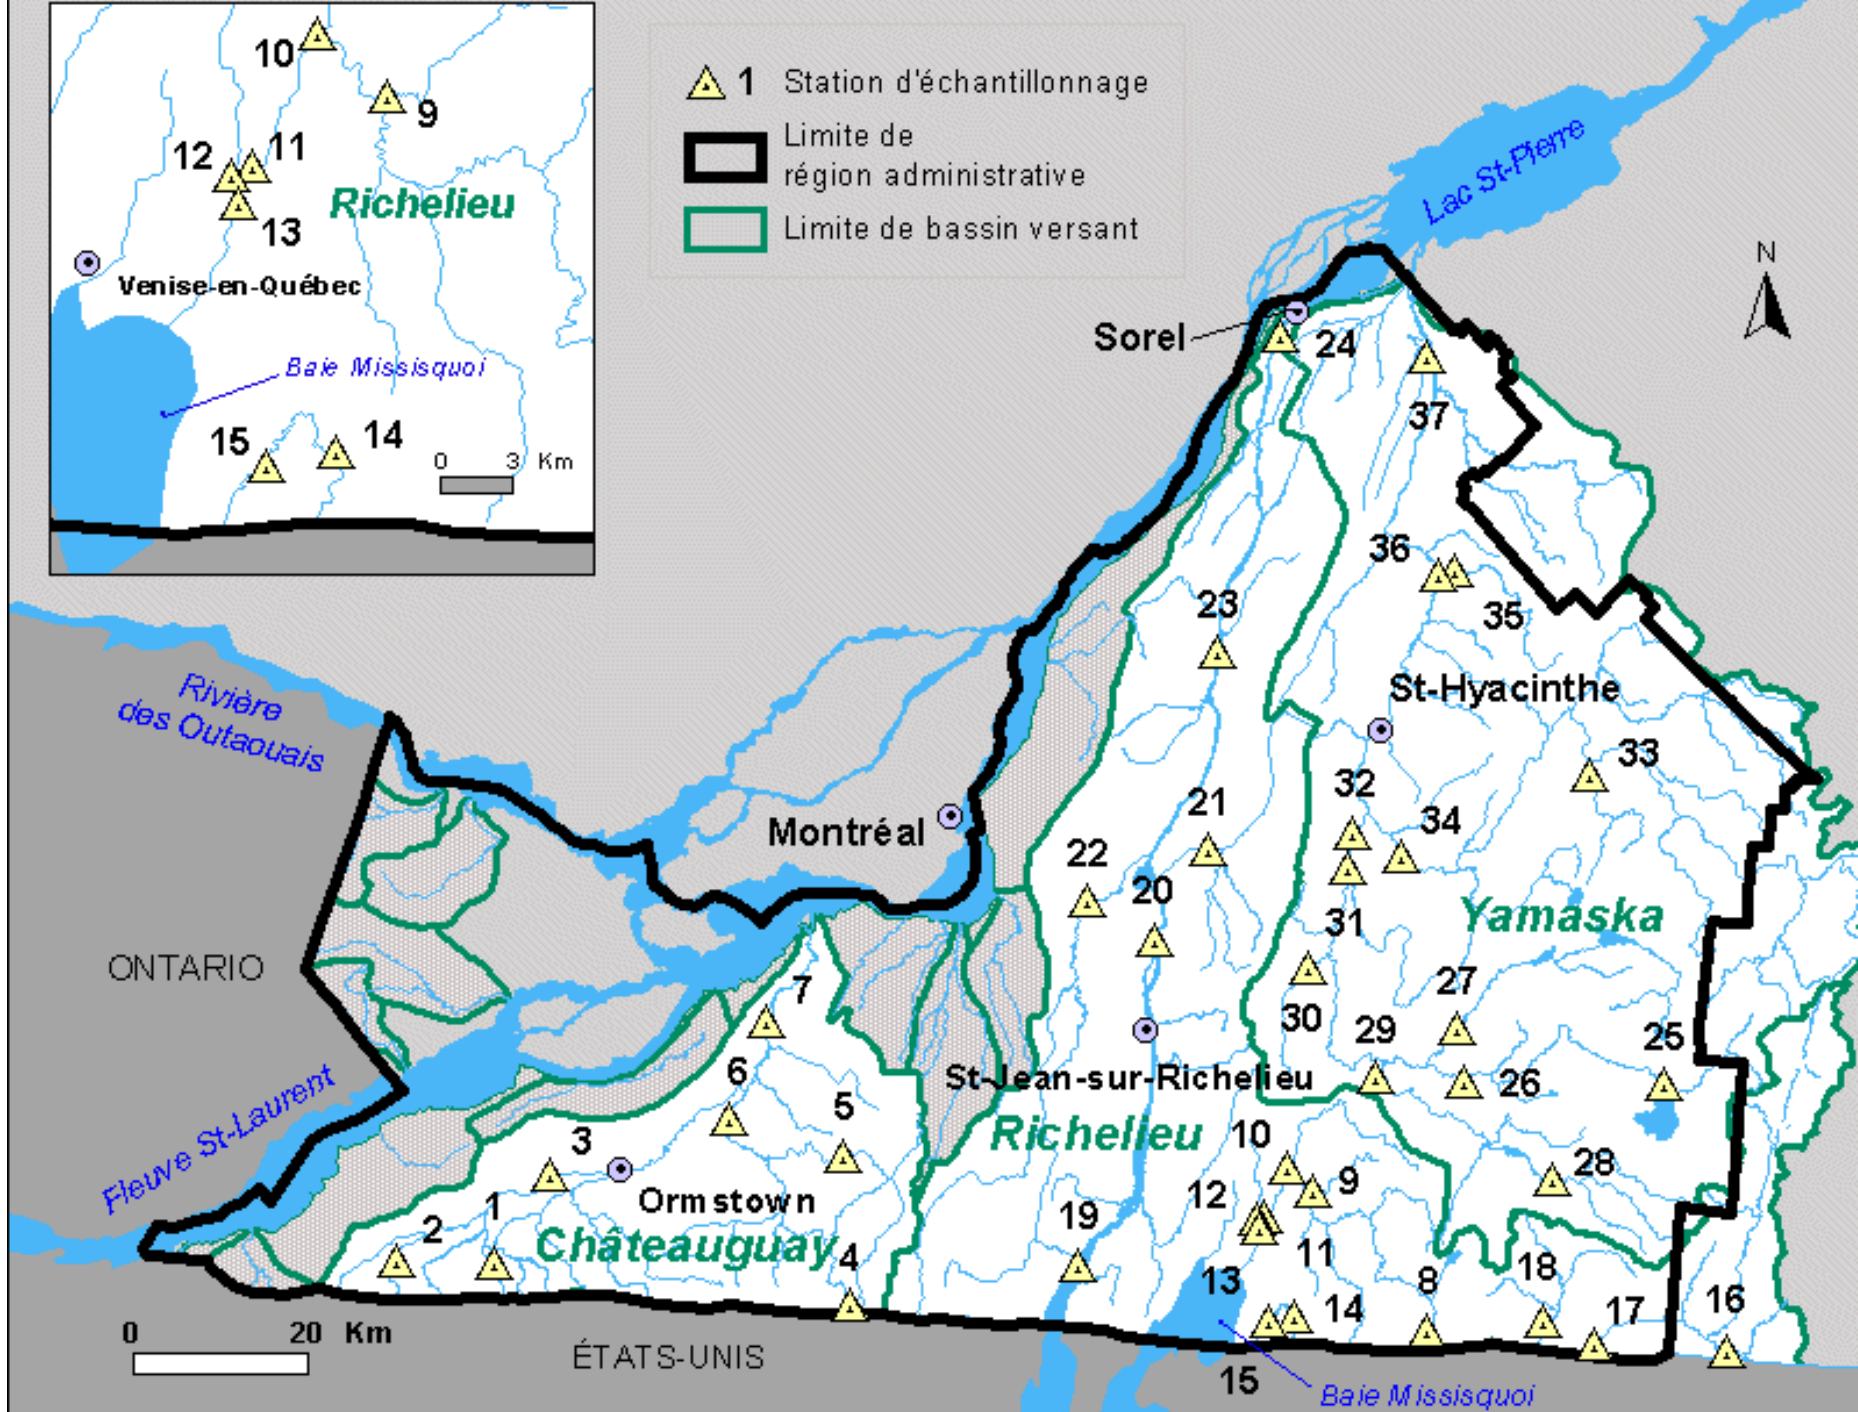 10
9
12
11
Richelieu
13
Venise-en-Québec
Baie Missisquoi
15
14
0 3 Km
1 Station d'échantillonnage
Limite de
région administrative
Limite de bassin versant
Lac St-Pierre
N
Sorel
24
37
36
35
23
St-Hyacinthe
33
32
34
21
22
20
31
Yamaska
Rivière
des Outaouais
Montréal
ONTARIO
7
30
29
27
25
26
6
5
St-Jean-sur-Richelieu
Richelieu
Fleuve St-Laurent
3
10
9
28
Ormstown
12
1
2
Châteauguay
4
19
11
13
14
8
18
17
16
0 20 Km
ÉTATS-UNIS
15
Baie Missisquoi